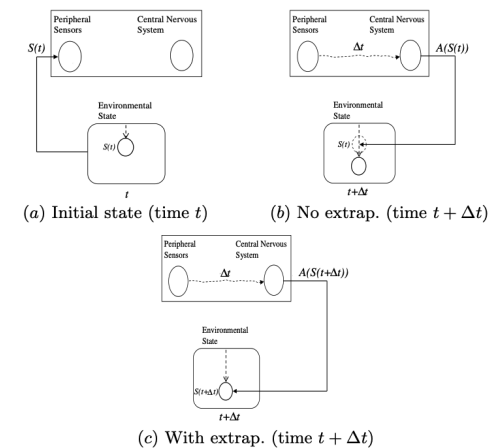 Peripheral Sensors
Central Nervous System
S(t)
Environmental State
S(t)
t
(a) Initial state (time t)
Peripheral Sensors
Central Nervous System
Δt
A(S(t))
Environmental State
S(t)
t+Δt
(b) No extrap. (time t + Δt)
Peripheral Sensors
Central Nervous System
Δt
A(S(t+Δt))
Environmental State
S(t+Δt)
t+Δt
(c) With extrap. (time t + Δt)